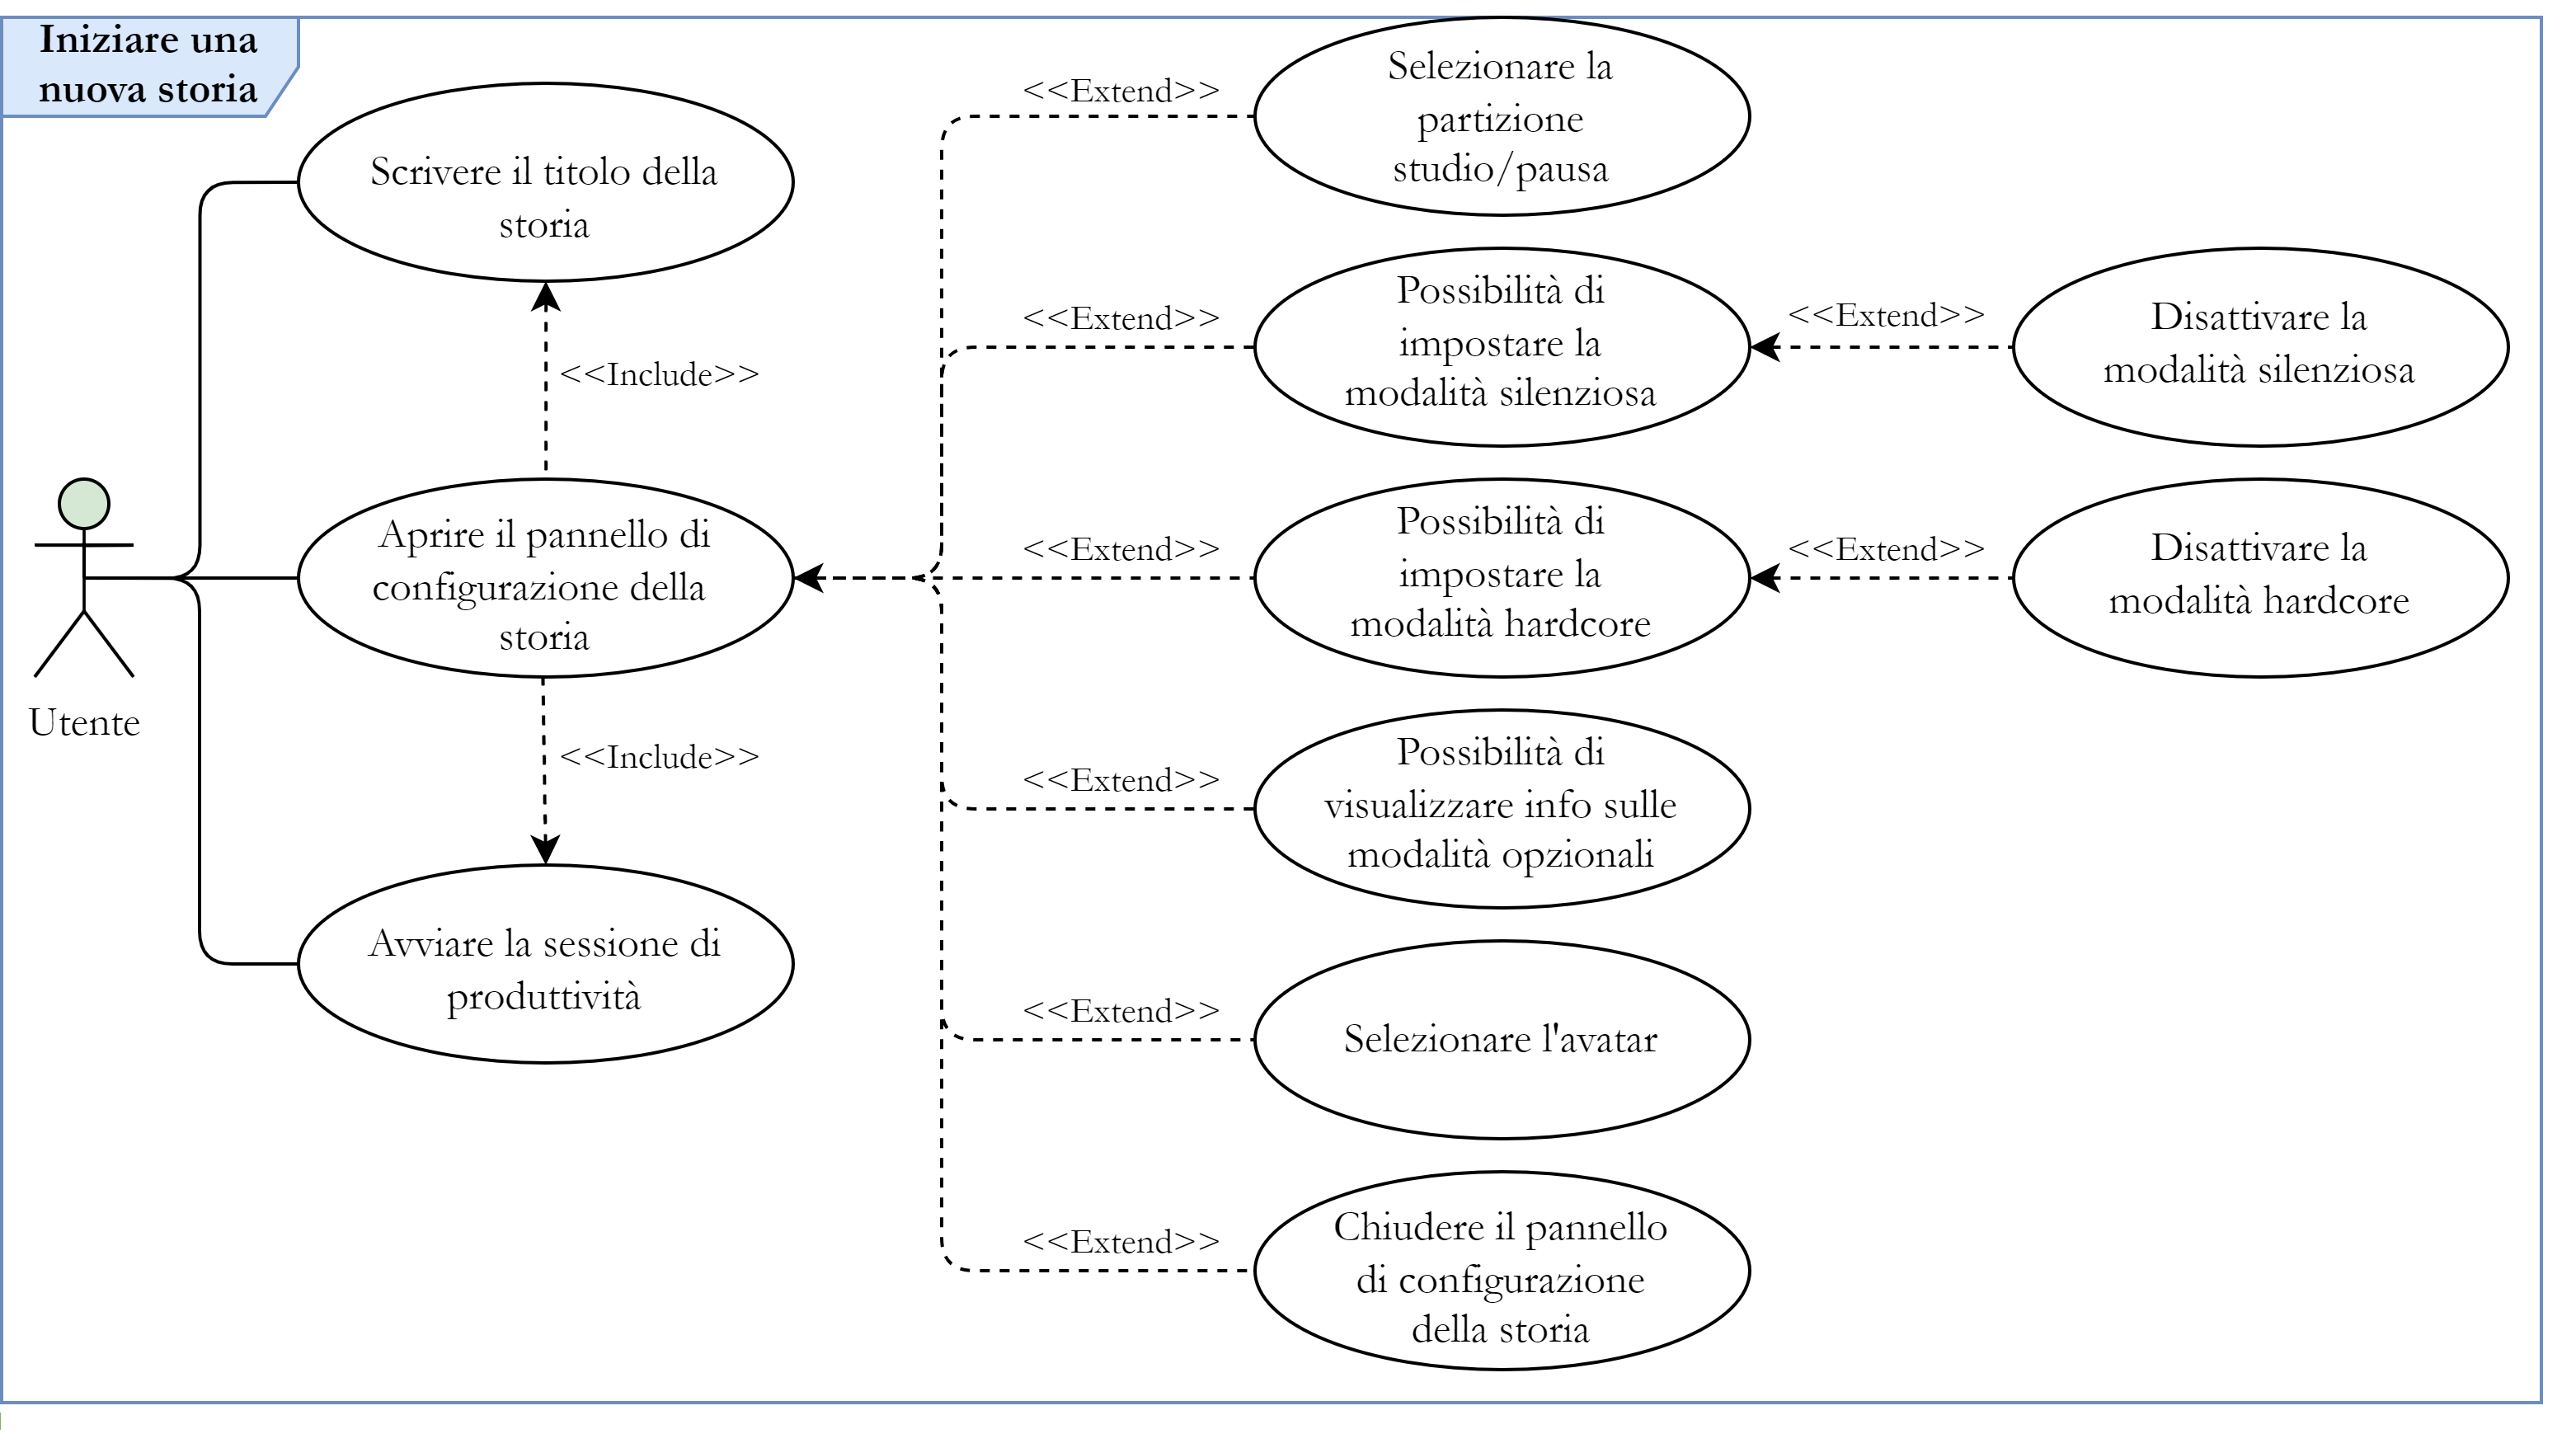 Iniziare una
nuova storia
Scrivere il titolo della
storia
<<Include>>
Aprire il pannello di
configurazione della
storia
Utente
<<Include>>
Avviare la sessione di
produttività
<<Extend>>
Selezionare la
partizione
studio/pausa
<<Extend>>
Possibilità di
impostare la
modalità silenziosa
<<Extend>>
Disattivare la
modalità silenziosa
<<Extend>>
Possibilità di
impostare la
modalità hardcore
<<Extend>>
Disattivare la
modalità hardcore
<<Extend>>
Possibilità di
visualizzare info sulle
modalità opzionali
<<Extend>>
Selezionare l'avatar
<<Extend>>
Chiudere il pannello
di configurazione
della storia